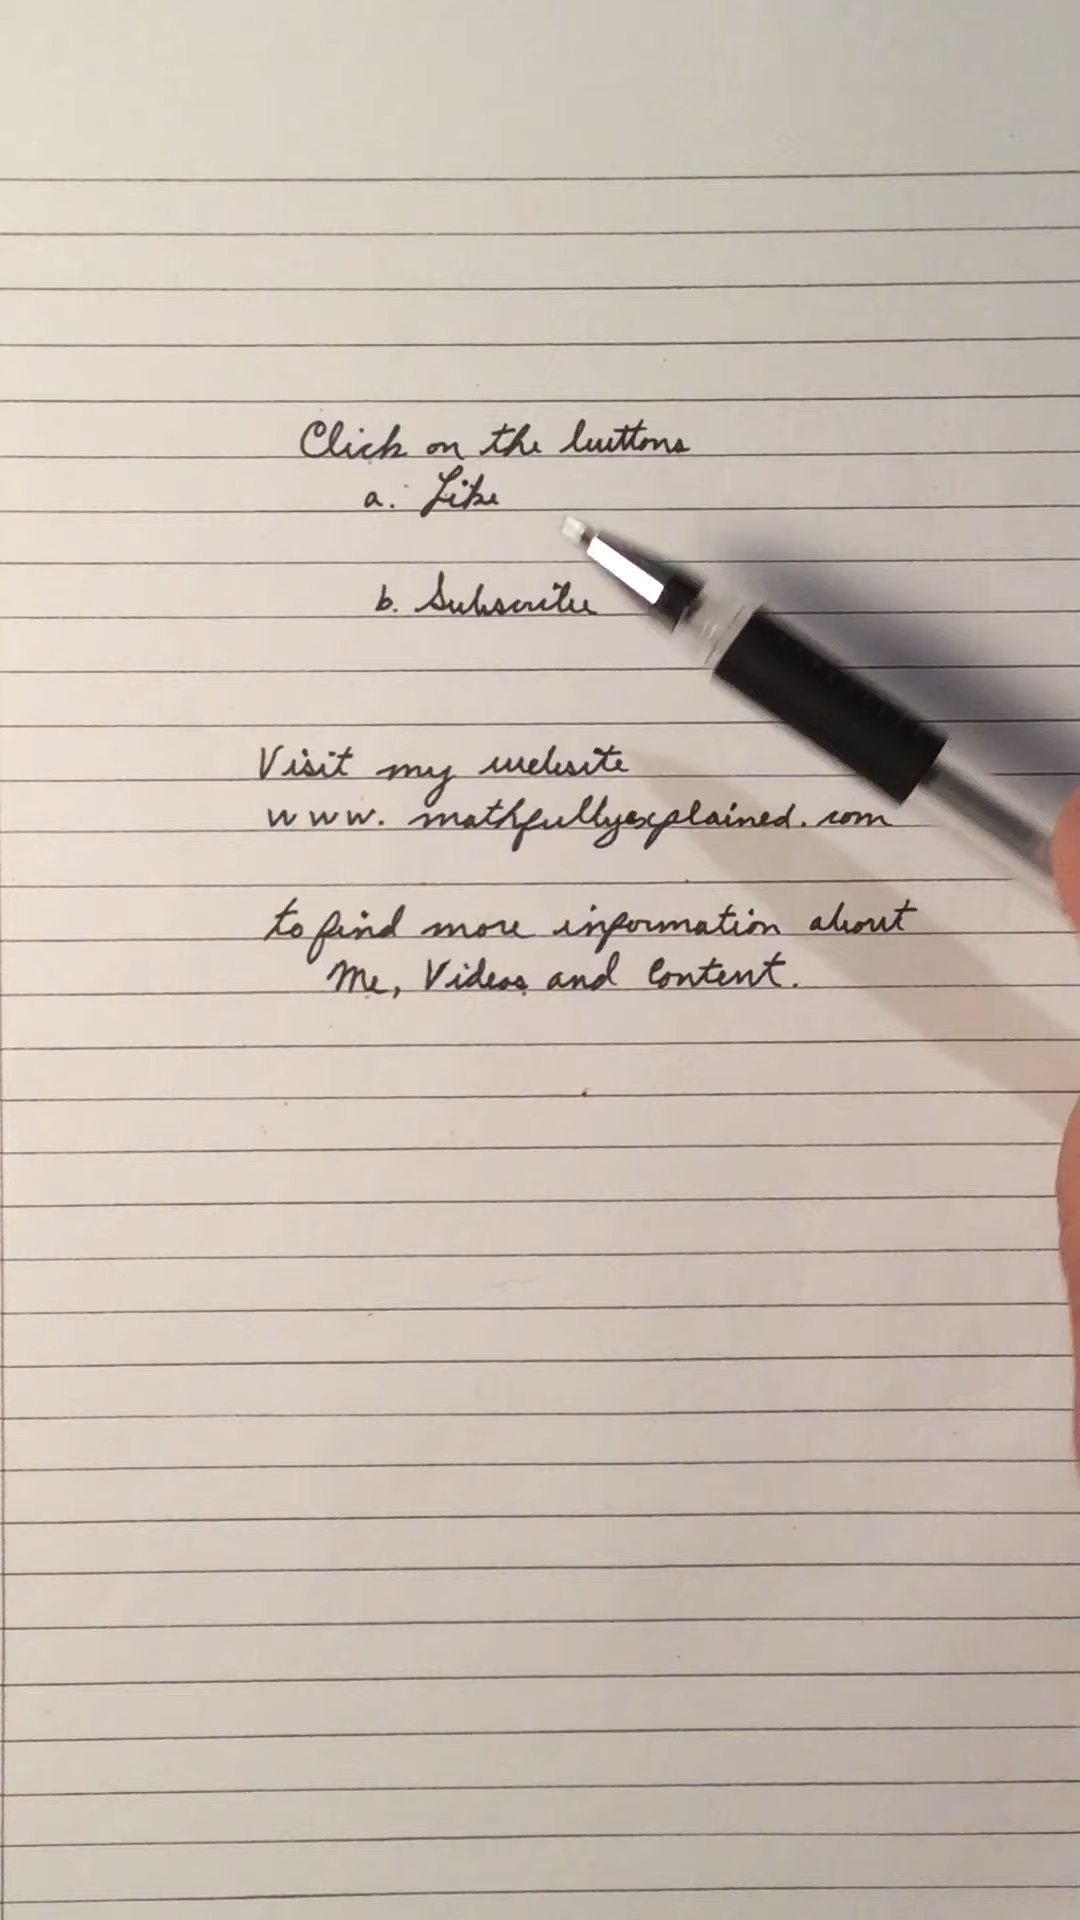 Click on the buttons
a. Like
b. Subscribe
Visit my website
www. mathfullyexplained.com
to find more information about
Me, Videos and Content.